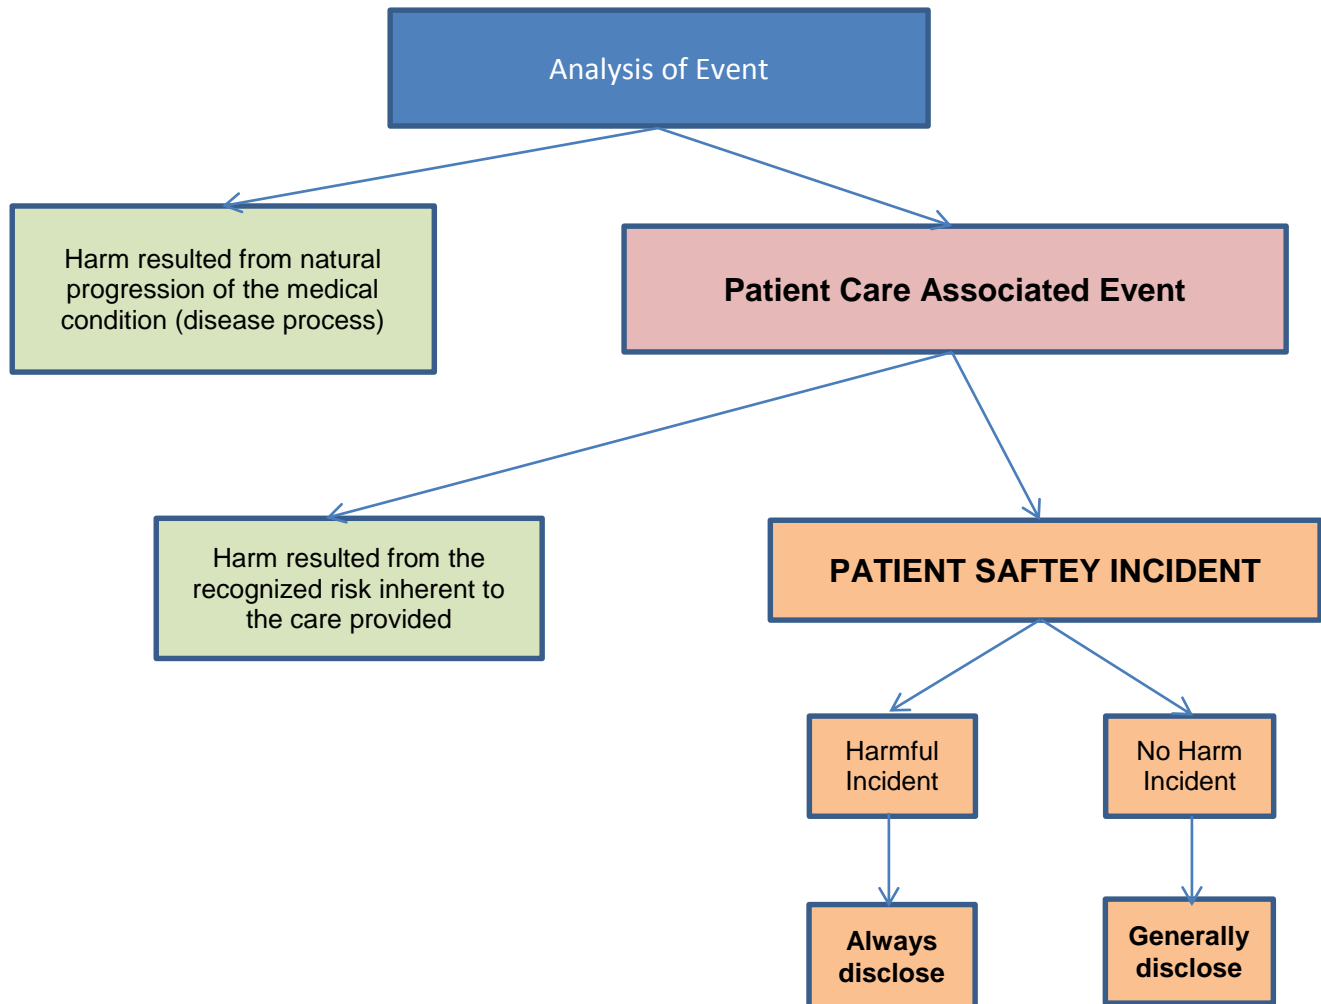 Analysis of Event
Harm resulted from natural
progression of the medical
condition (disease process)
Patient Care Associated Event
Harm resulted from the
recognized risk inherent to
the care provided
PATIENT SAFTEY INCIDENT
Harmful
Incident
No Harm
Incident
Always
disclose
Generally
disclose